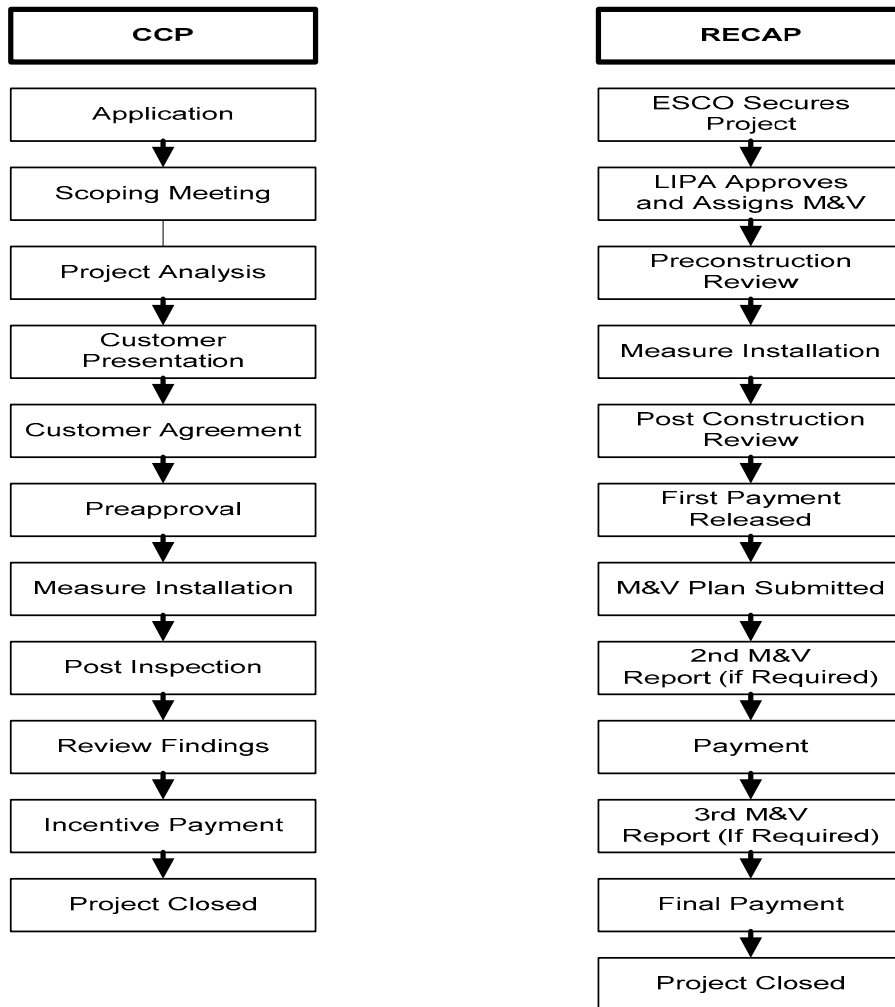 CCP
Application
Scoping Meeting
Project Analysis
Customer
Presentation
Customer Agreement
Preapproval
Measure Installation
Post Inspection
Review Findings
Incentive Payment
Project Closed
RECAP
ESCO Secures
Project
LIPA Approves
and Assigns M&V
Preconstruction
Review
Measure Installation
Post Construction
Review
First Payment
Released
M&V Plan Submitted
2nd M&V
Report (if Required)
Payment
3rd M&V
Report (If Required)
Final Payment
Project Closed